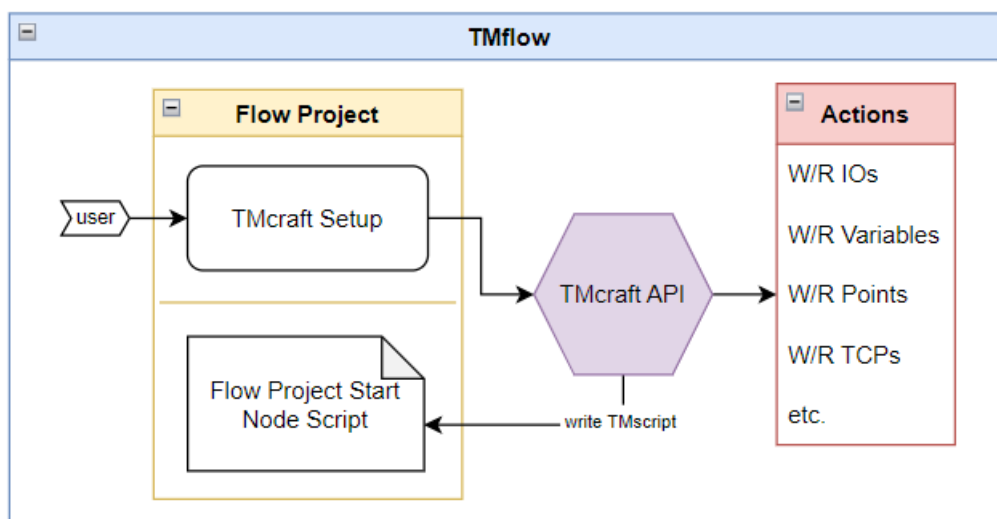 TMflow
Flow Project
Actions
user
TMcraft Setup
TMcraft API
Flow Project Start
Node Script
write TMscript
W/R IOs
W/R Variables
W/R Points
W/R TCPs
etc.